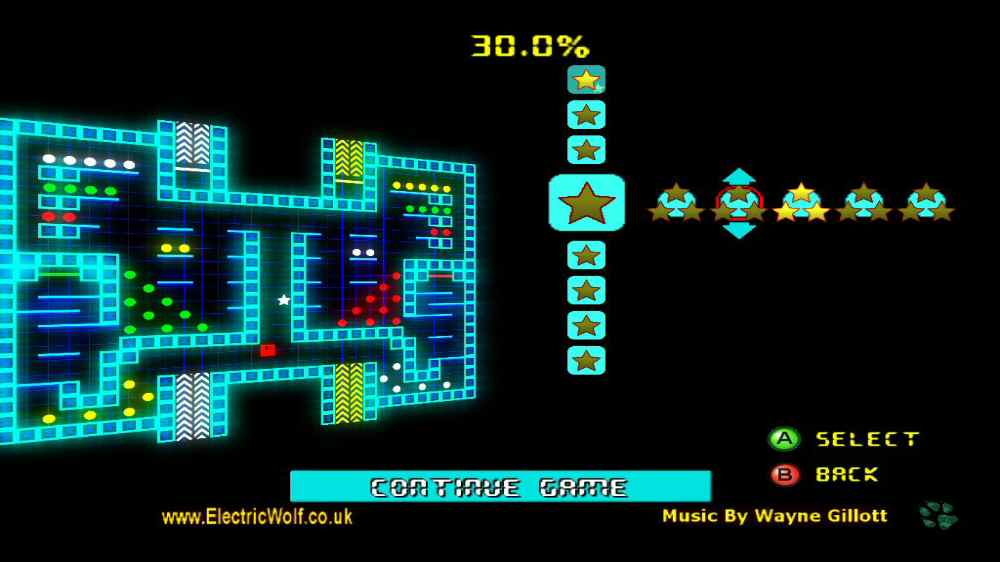 30.0%
A SELECT
B BACK
CONTINUE GAME
www.ElectricWolf.co.uk
Music By Wayne Gillott